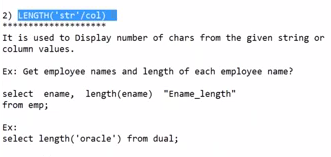 2) LENGTH('str'/col)
********************
It is used to Display number of chars from the given string or
column values.
Ex: Get employee names and length of each employee name?
select ename, length(ename) "Ename_length"
from emp;
Ex:
select length('oracle') from dual;